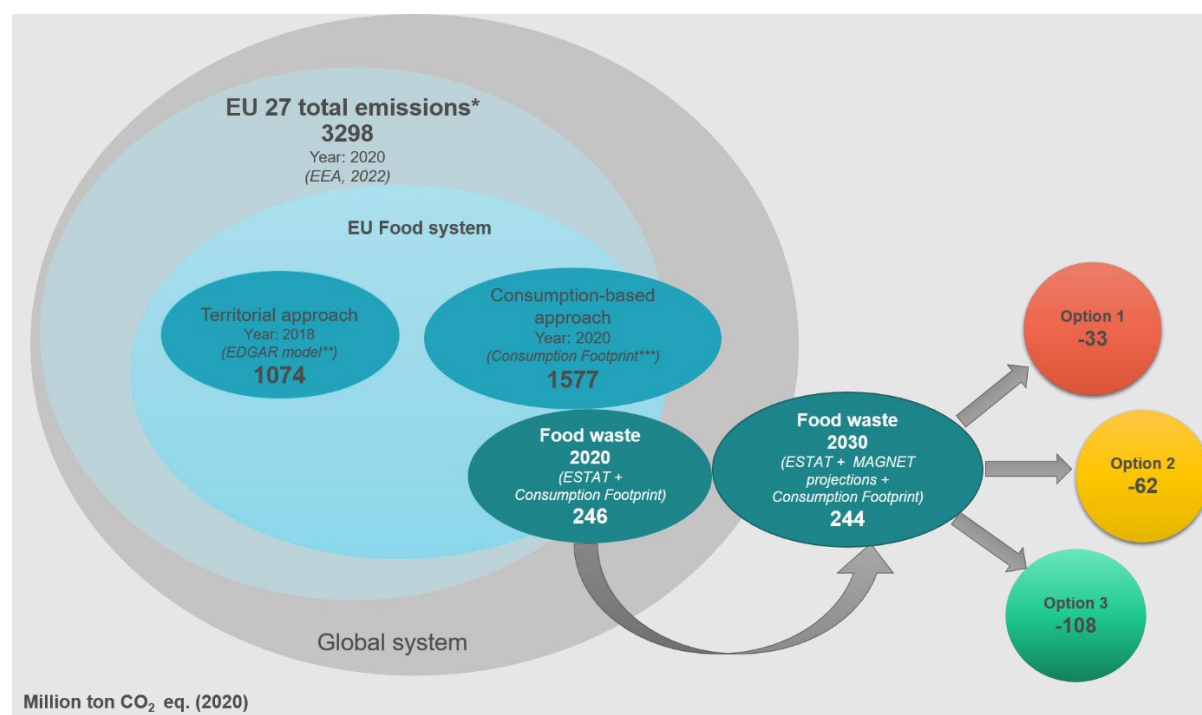 EU 27 total emissions*
3298
Year: 2020
(EEA, 2022)
EU Food system
Territorial approach
Year: 2018
(EDGAR model**)
1074
Consumption-based
approach
Year: 2020
(Consumption Footprint***)
1577
Food waste
2020
(ESTAT +
Consumption Footprint)
246
Food waste
2030
(ESTAT + MAGNET
projections +
Consumption Footprint)
244
Option 1
-33
Option 2
-62
Option 3
-108
Global system
Million ton CO₂ eq. (2020)